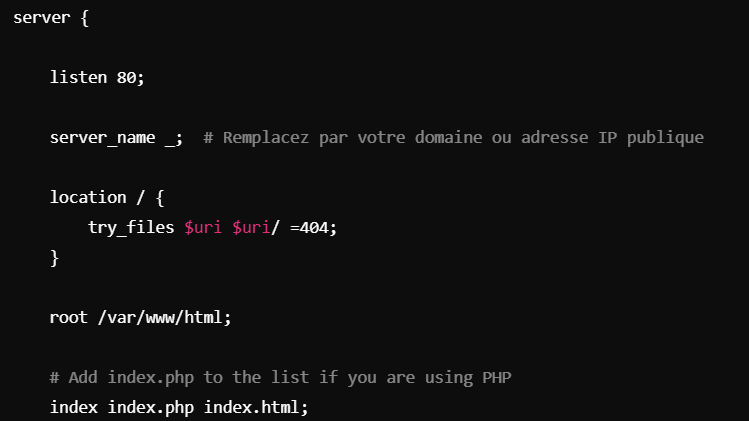 server {
listen 80;
server_name _;  # Remplacez par votre domaine ou adresse IP publique
location / {
try_files $uri $uri/ =404;
}
root /var/www/html;
# Add index.php to the list if you are using PHP
index index.php index.html;